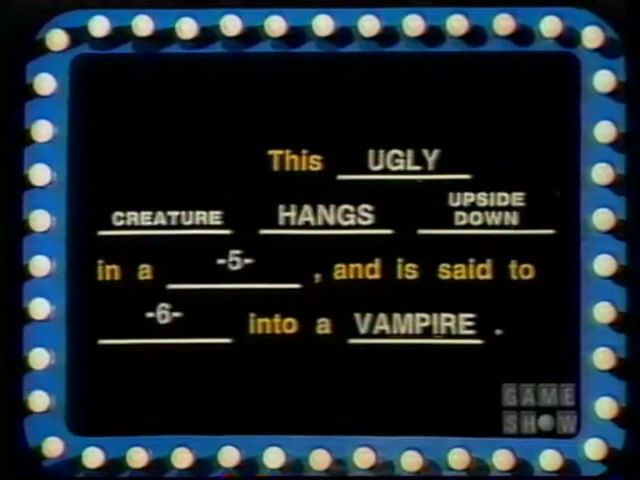 This UGLY
CREATURE HANGS UPSIDE DOWN
in a -5- , and is said to
-6- into a VAMPIRE .
GAME
SHOW